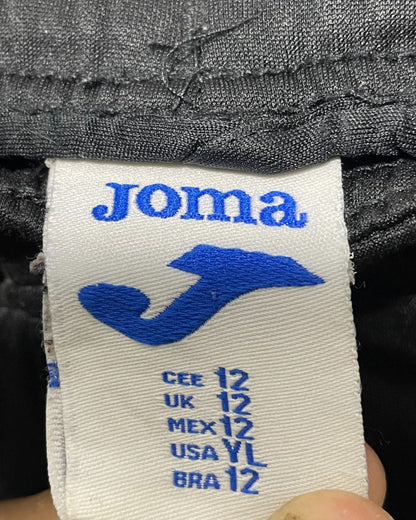 Joma
CEE 12
UK 12
MEX 12
USA YL
BRA 12